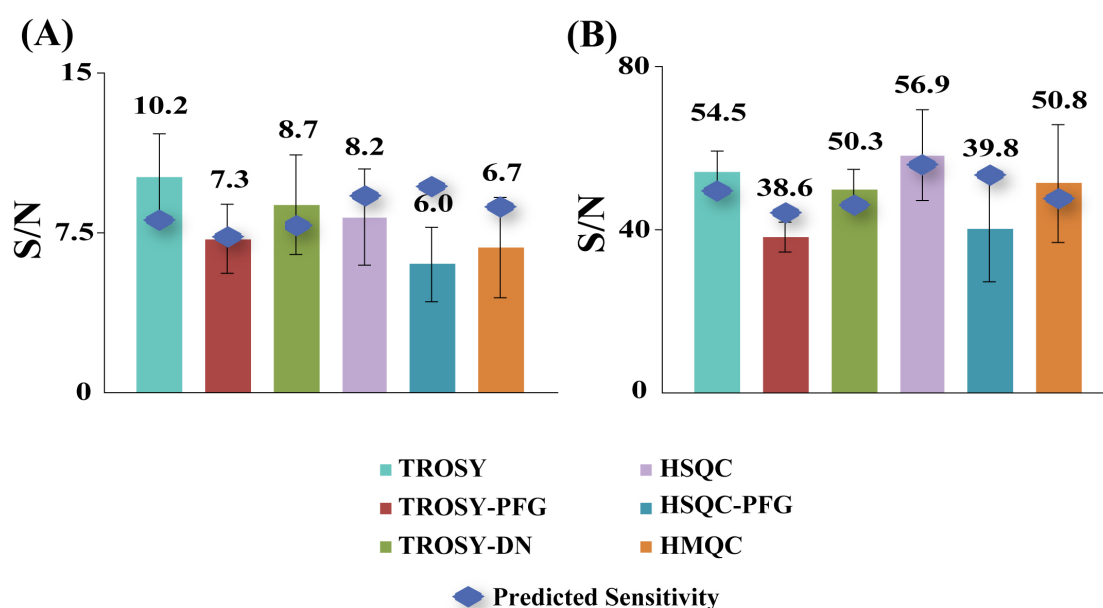 (A)
(B)
15
7.5
0
S/N
10.2
7.3
8.7
8.2
6.0
6.7
80
40
0
S/N
54.5
38.6
50.3
56.9
39.8
50.8
TROSY
HSQC
TROSY-PFG
HSQC-PFG
TROSY-DN
HMQC
Predicted Sensitivity